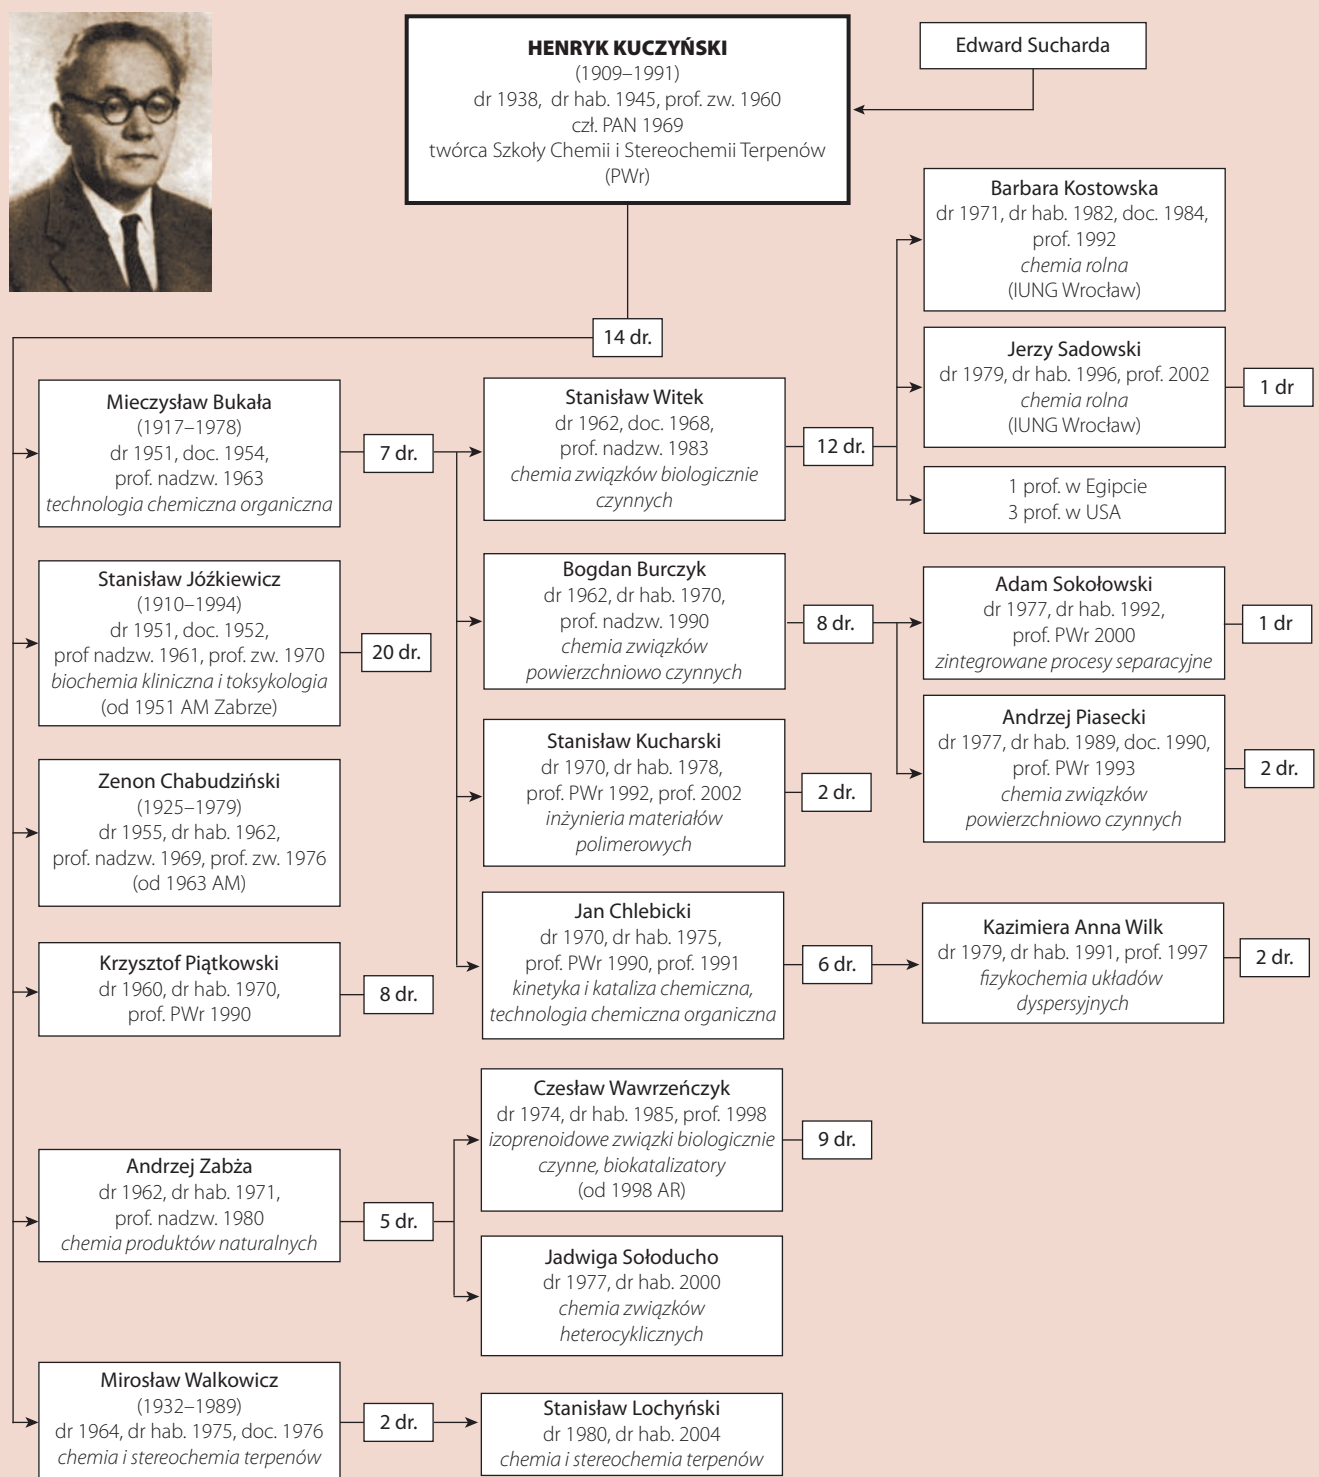 HENRYK KUCZYŃSKI
(1909–1991)
dr 1938, dr hab. 1945, prof. zw. 1960
czł. PAN 1969
twórca Szkoły Chemii i Stereochemii Terpenów
(PWr)
Edward Sucharda
14 dr.
Mieczysław Bukała
(1917–1978)
dr 1951, doc. 1954,
prof. nadzw. 1963
technologia chemiczna organiczna
7 dr.
Stanisław Witek
dr 1962, doc. 1968,
prof. nadzw. 1983
chemia związków biologicznie
czynnych
12 dr.
Barbara Kostowska
dr 1971, dr hab. 1982, doc. 1984,
prof. 1992
chemia rolna
(IUNG Wrocław)
Jerzy Sadowski
dr 1979, dr hab. 1996, prof. 2002
chemia rolna
(IUNG Wrocław)
1 dr
1 prof. w Egipcie
3 prof. w USA
Bogdan Burczyk
dr 1962, dr hab. 1970,
prof. nadzw. 1990
chemia związków
powierzchniowo czynnych
8 dr.
Adam Sokołowski
dr 1977, dr hab. 1992,
prof. PWr 2000
zintegrowane procesy separacyjne
1 dr
Andrzej Piasecki
dr 1977, dr hab. 1989, doc. 1990,
prof. PWr 1993
chemia związków
powierzchniowo czynnych
2 dr.
Stanisław Kucharski
dr 1970, dr hab. 1978,
prof. PWr 1992, prof. 2002
inżynieria materiałów
polimerowych
2 dr.
Jan Chlebicki
dr 1970, dr hab. 1975,
prof. PWr 1990, prof. 1991
kinetyka i kataliza chemiczna,
technologia chemiczna organiczna
6 dr.
Kazimiera Anna Wilk
dr 1979, dr hab. 1991, prof. 1997
fizykochemia układów
dyspersyjnych
2 dr.
Stanisław Jóźkiewicz
(1910–1994)
dr 1951, doc. 1952,
prof nadzw. 1961, prof. zw. 1970
biochemia kliniczna i toksykologia
(od 1951 AM Zabrze)
20 dr.
Zenon Chabudziński
(1925–1979)
dr 1955, dr hab. 1962,
prof. nadzw. 1969, prof. zw. 1976
(od 1963 AM)
Krzysztof Piątkowski
dr 1960, dr hab. 1970,
prof. PWr 1990
8 dr.
Andrzej Zabża
dr 1962, dr hab. 1971,
prof. nadzw. 1980
chemia produktów naturalnych
5 dr.
Czesław Wawrzeńczyk
dr 1974, dr hab. 1985, prof. 1998
izoprenoidowe związki biologicznie
czynne, biokatalizatory
(od 1998 AR)
9 dr.
Jadwiga Sołoducho
dr 1977, dr hab. 2000
chemia związków
heterocyklicznych
Mirosław Walkowicz
(1932–1989)
dr 1964, dr hab. 1975, doc. 1976
chemia i stereochemia terpenów
2 dr.
Stanisław Lochyński
dr 1980, dr hab. 2004
chemia i stereochemia terpenów